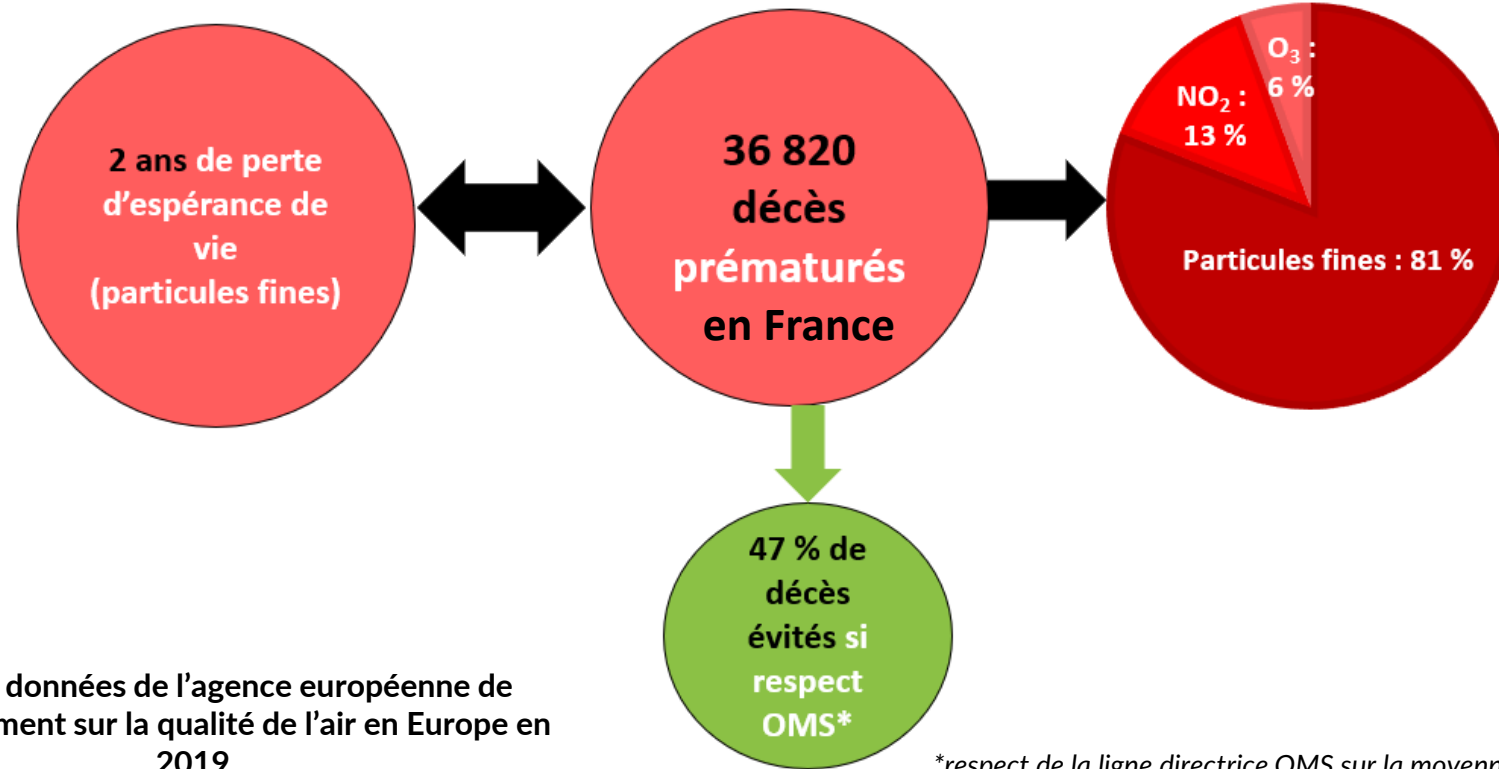 2 ans de perte
d'espérance de
vie
(particules fines)
36 820
décès
prématurés
en France
O₃ :
6 %
NO₂ :
13 %
Particules fines : 81 %
47 % de
décès
évités si
respect
OMS*
données de l'agence européenne de
ment sur la qualité de l'air en Europe en
2019
*respect de la ligne directrice OMS sur la moyenn